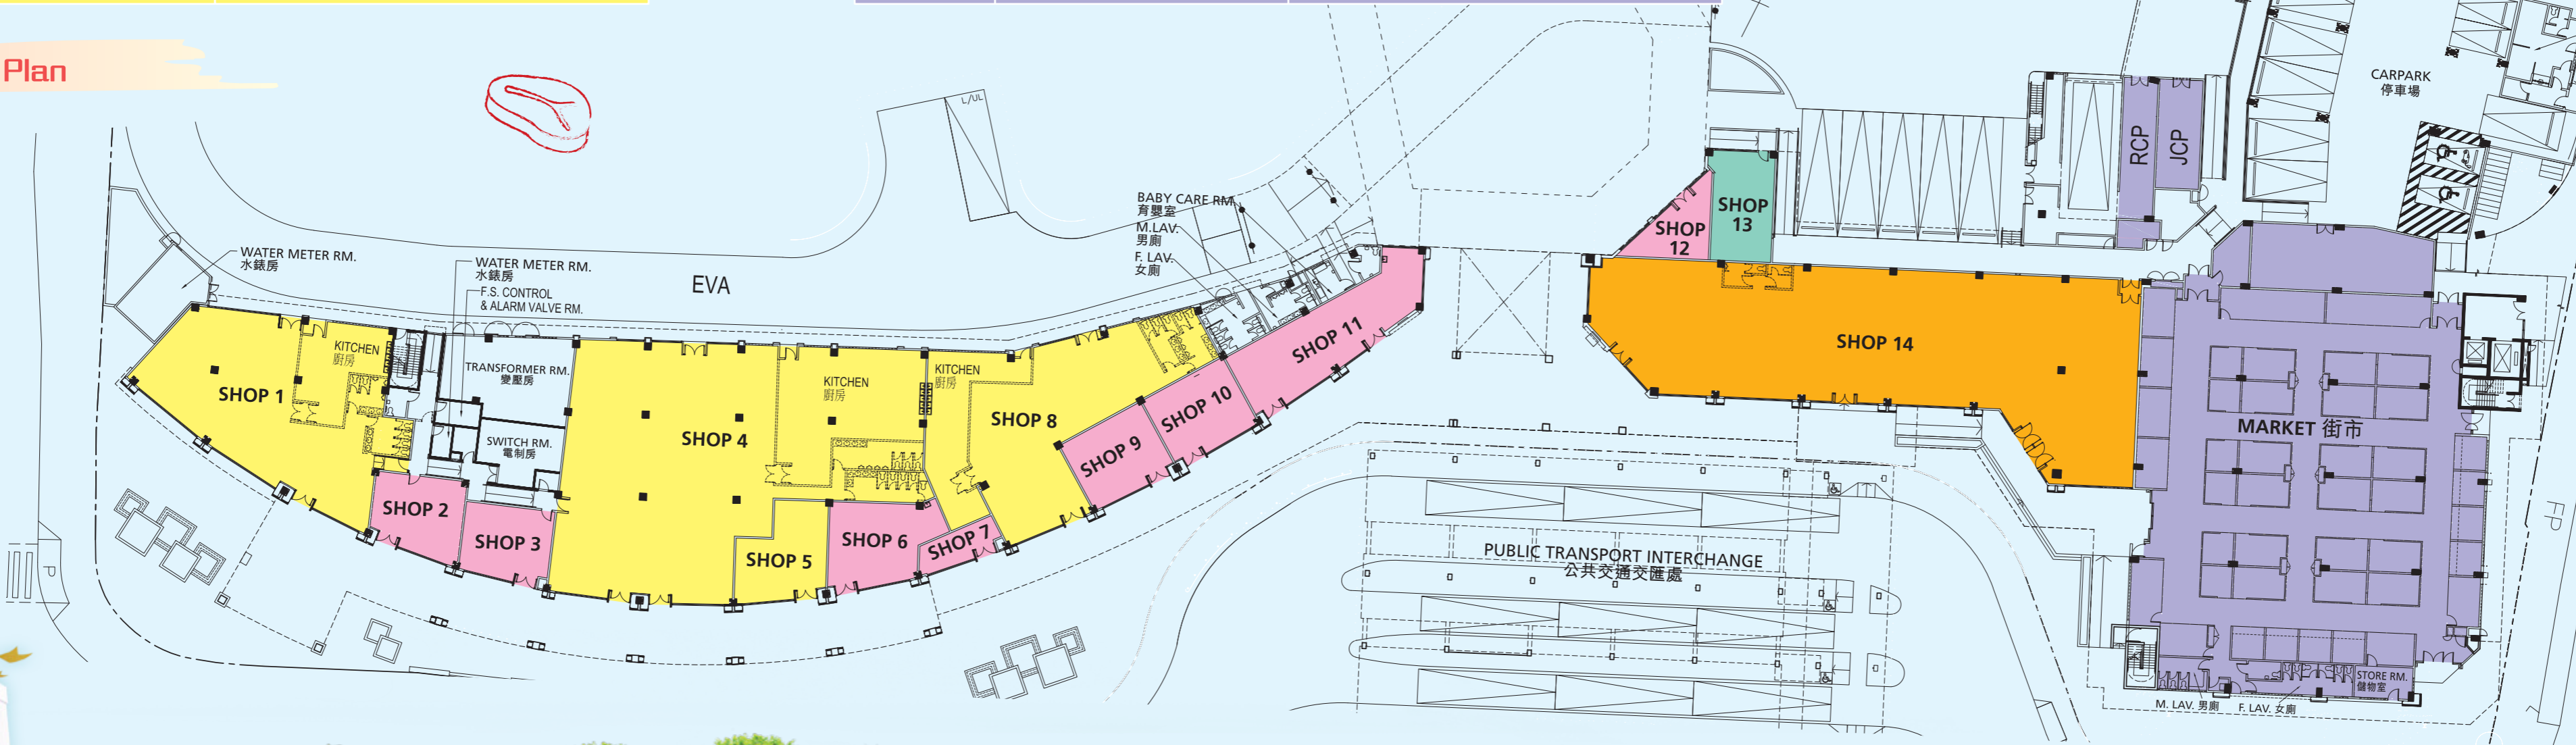 Plan
L/UL
CARPARK
停車場
RCP
JCP
BABY CARE RM.
育嬰室
M.LAV.
男廁
F. LAV.
女廁
SHOP
12
SHOP
13
WATER METER RM.
水錶房
WATER METER RM.
水錶房
F.S. CONTROL
& ALARM VALVE RM.
EVA
KITCHEN
廚房
TRANSFORMER RM.
變壓房
KITCHEN
廚房
KITCHEN
廚房
SHOP 1
SWITCH RM.
電制房
SHOP 4
SHOP 8
SHOP 9
SHOP 10
SHOP 11
SHOP 14
MARKET 街市
SHOP 2
SHOP 3
SHOP 5
SHOP 6
SHOP 7
PUBLIC TRANSPORT INTERCHANGE
公共交通交匯處
P
FP
STORE RM.
儲物室
M. LAV. 男廁
F. LAV. 女廁